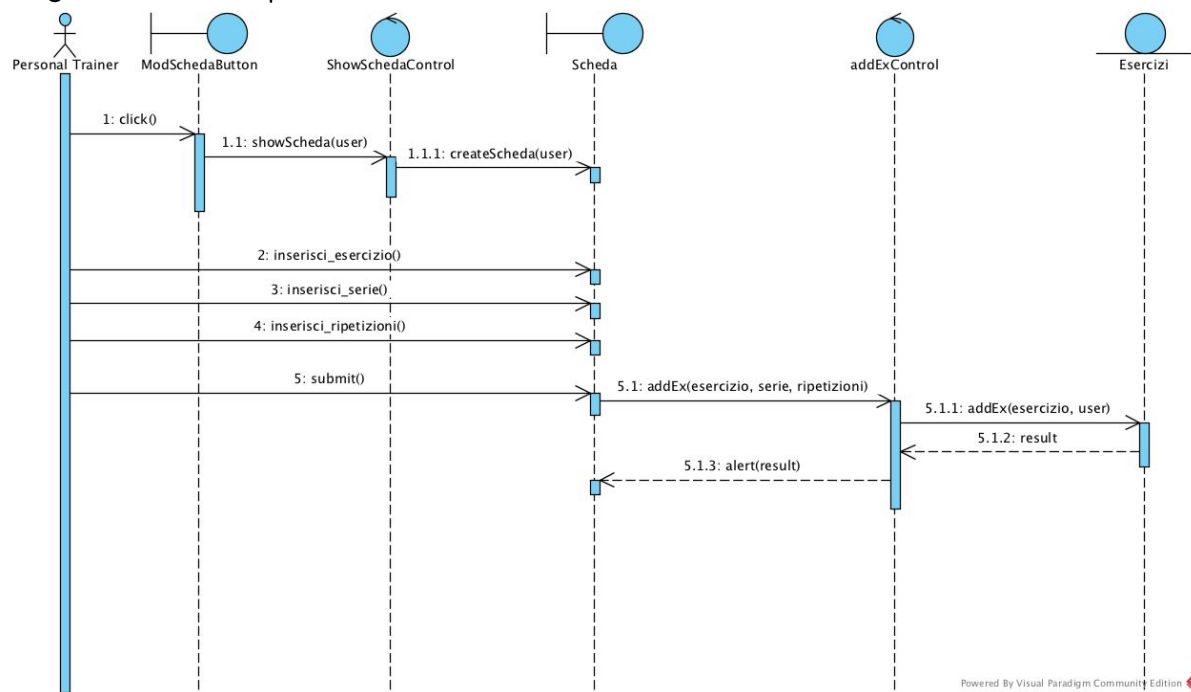 Personal Trainer
ModSchedaButton
ShowSchedaControl
Scheda
addExControl
Esercizi
1: click()
1.1: showScheda(user)
1.1.1: createScheda(user)
2: inserisci_esercizio()
3: inserisci_serie()
4: inserisci_ripetizioni()
5: submit()
5.1: addEx(esercizio, serie, ripetizioni)
5.1.1: addEx(esercizio, user)
5.1.2: result
5.1.3: alert(result)
Powered By Visual Paradigm Community Edition